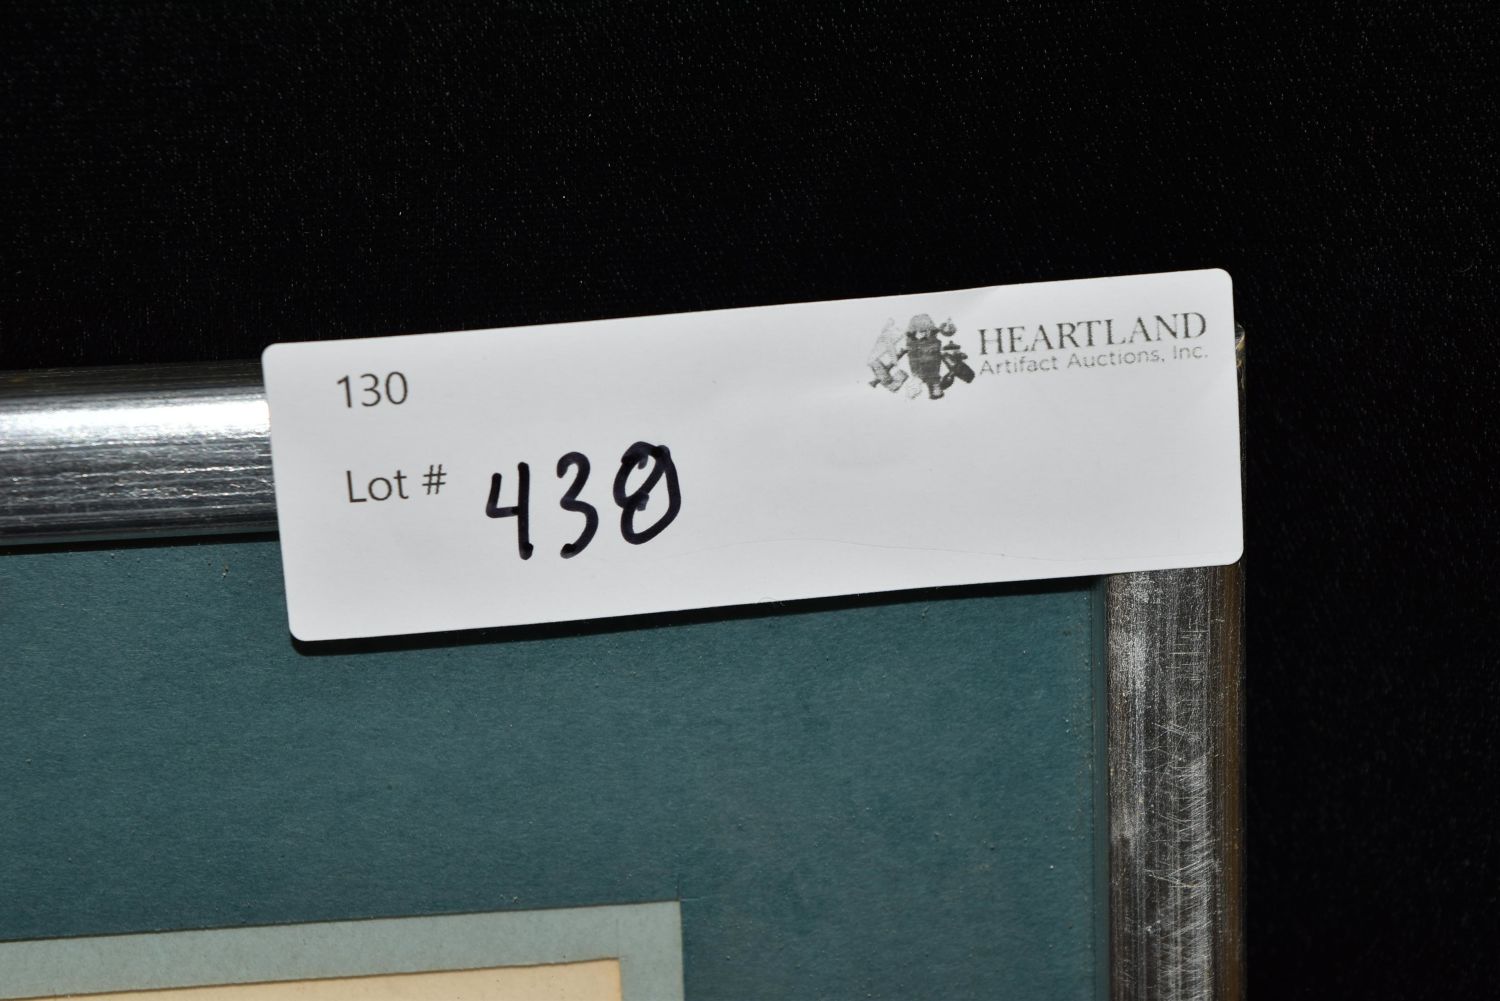 130
HEARTLAND
Artifact Auctions, Inc.
Lot # 430